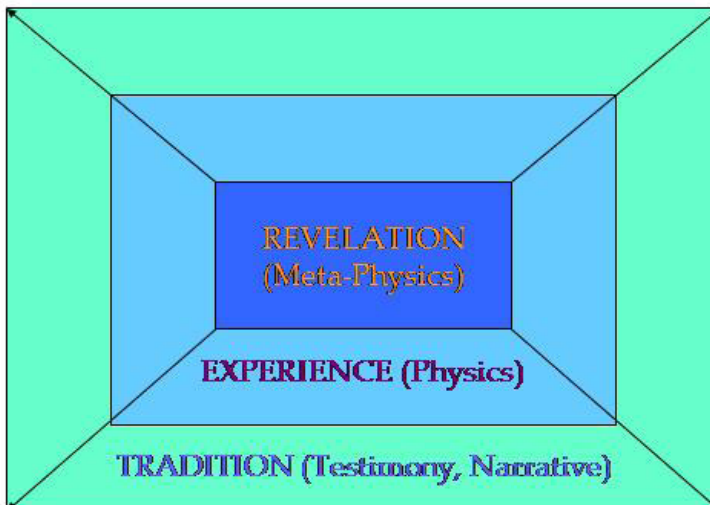 REVELATION
(Meta-Physics)
EXPERIENCE (Physics)
TRADITION (Testimony, Narrative)